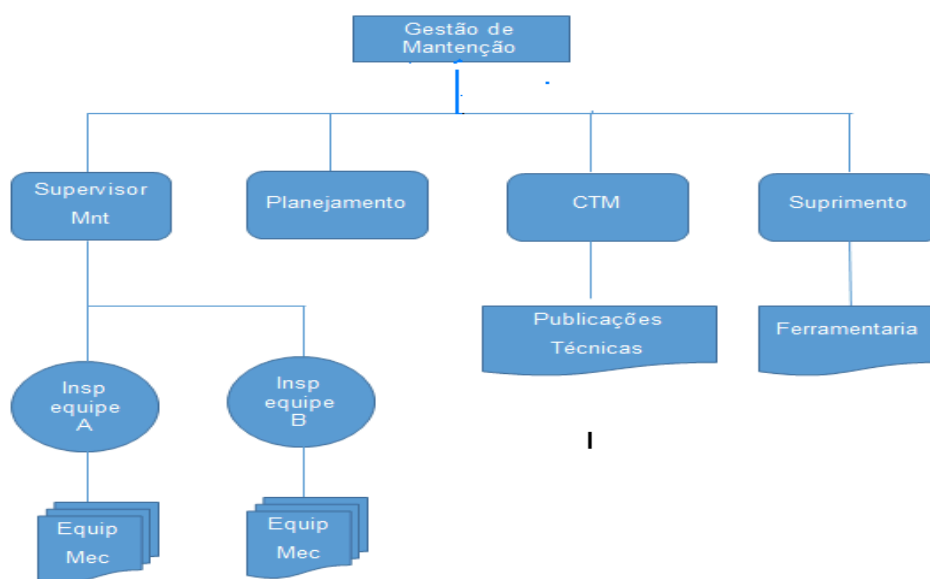 Gestão de
Mantenção
Supervisor
Mnt
Planejamento
CTM
Suprimento
Publicações
Técnicas
Ferramentaria
Insp
equipe
A
Insp
equipe
B
Equip
Mec
Equip
Mec